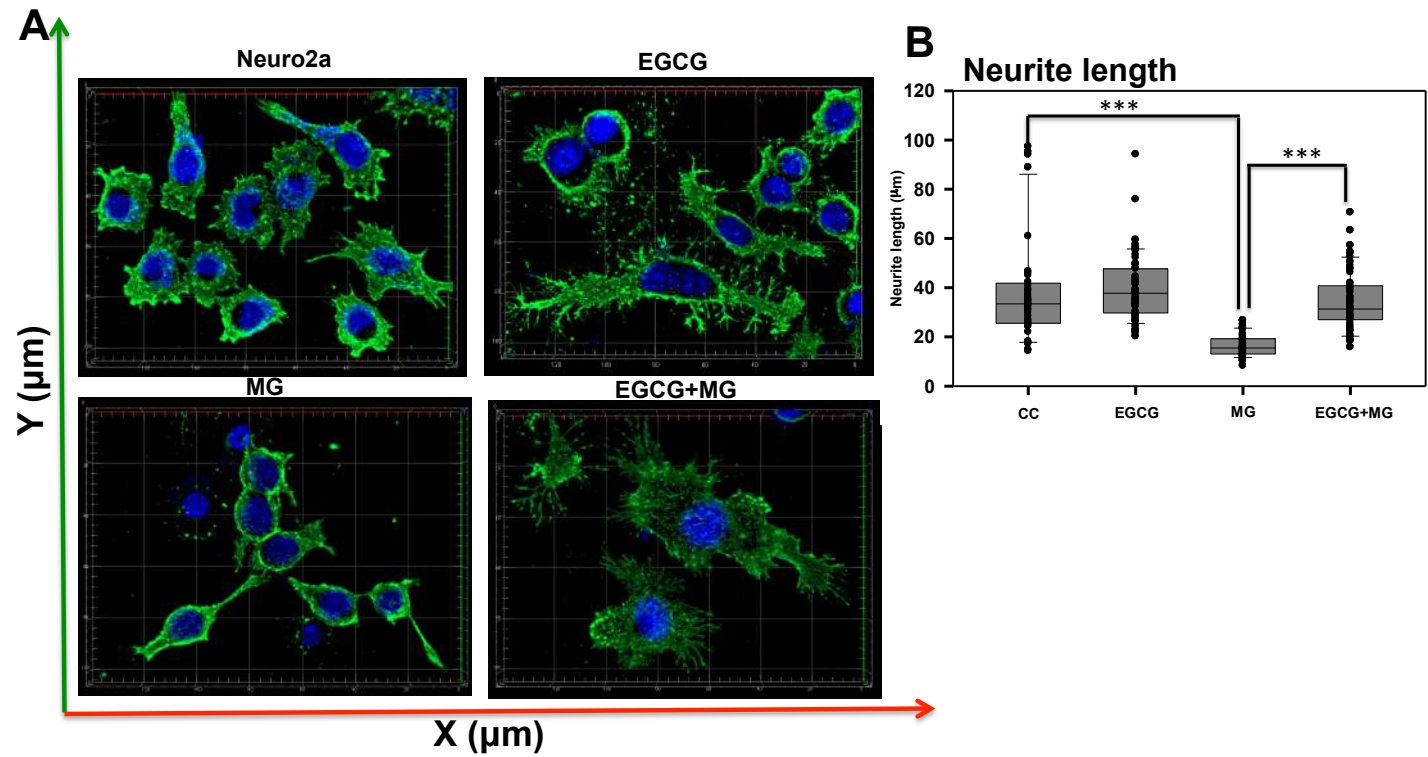 A
B
Neuro2a
EGCG
Neurite length
MG
EGCG+MG
Y (µm)
X (µm)
Neurite length (µm)
120
100
80
60
40
20
0
***
***
CC
EGCG
MG
EGCG+MG